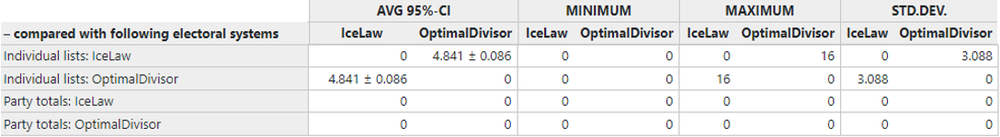 AVG 95%-CI MINIMUM MAXIMUM STD.DEV.
– compared with following electoral systems IceLaw OptimalDivisor IceLaw OptimalDivisor IceLaw OptimalDivisor IceLaw OptimalDivisor
Individual lists: IceLaw 0 4.841 ± 0.086 0 0 0 16 0 3.088
Individual lists: OptimalDivisor 4.841 ± 0.086 0 0 0 16 0 3.088 0
Party totals: IceLaw 0 0 0 0 0 0 0 0
Party totals: OptimalDivisor 0 0 0 0 0 0 0 0